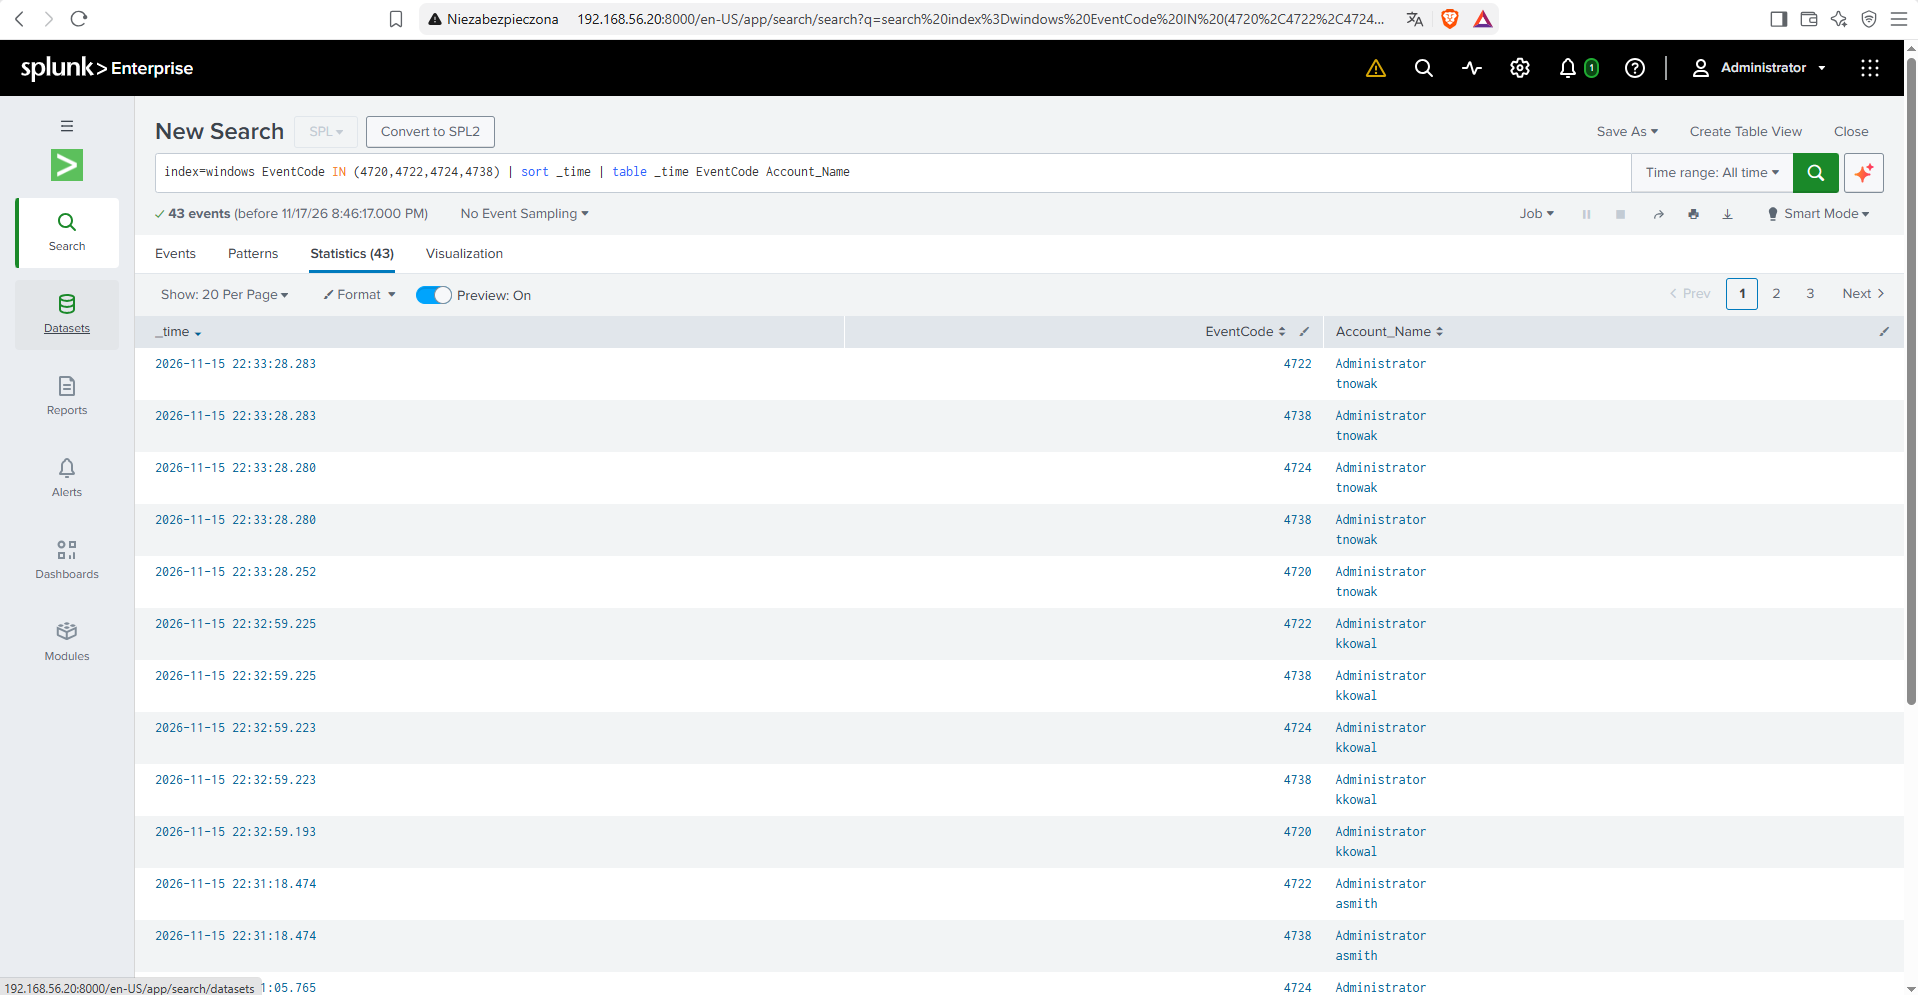 Niezabezpieczona 192.168.56.20:8000/en-US/app/search/search?q=search%20index%3Dwindows%20EventCode%20IN%20(4720%2C4722%2C4724...
splunk>Enterprise
1
Administrator
Search
Datasets
Reports
Alerts
Dashboards
Modules
New Search
SPL
Convert to SPL2
Save As
Create Table View
Close
index=windows EventCode IN (4720,4722,4724,4738) | sort _time | table _time EventCode Account_Name
Time range: All time
43 events (before 11/17/26 8:46:17.000 PM)
No Event Sampling
Job
Smart Mode
Events
Patterns
Statistics (43)
Visualization
Show: 20 Per Page
Format
Preview: On
< Prev
1
2
3
Next >
_time EventCode Account_Name
2026-11-15 22:33:28.283 4722 Administrator
tnowak
2026-11-15 22:33:28.283 4738 Administrator
tnowak
2026-11-15 22:33:28.280 4724 Administrator
tnowak
2026-11-15 22:33:28.280 4738 Administrator
tnowak
2026-11-15 22:33:28.252 4720 Administrator
tnowak
2026-11-15 22:32:59.225 4722 Administrator
kkowal
2026-11-15 22:32:59.225 4738 Administrator
kkowal
2026-11-15 22:32:59.223 4724 Administrator
kkowal
2026-11-15 22:32:59.223 4738 Administrator
kkowal
2026-11-15 22:32:59.193 4720 Administrator
kkowal
2026-11-15 22:31:18.474 4722 Administrator
asmith
2026-11-15 22:31:18.474 4738 Administrator
asmith
1:05.765 4724 Administrator
192.168.56.20:8000/en-US/app/search/datasets